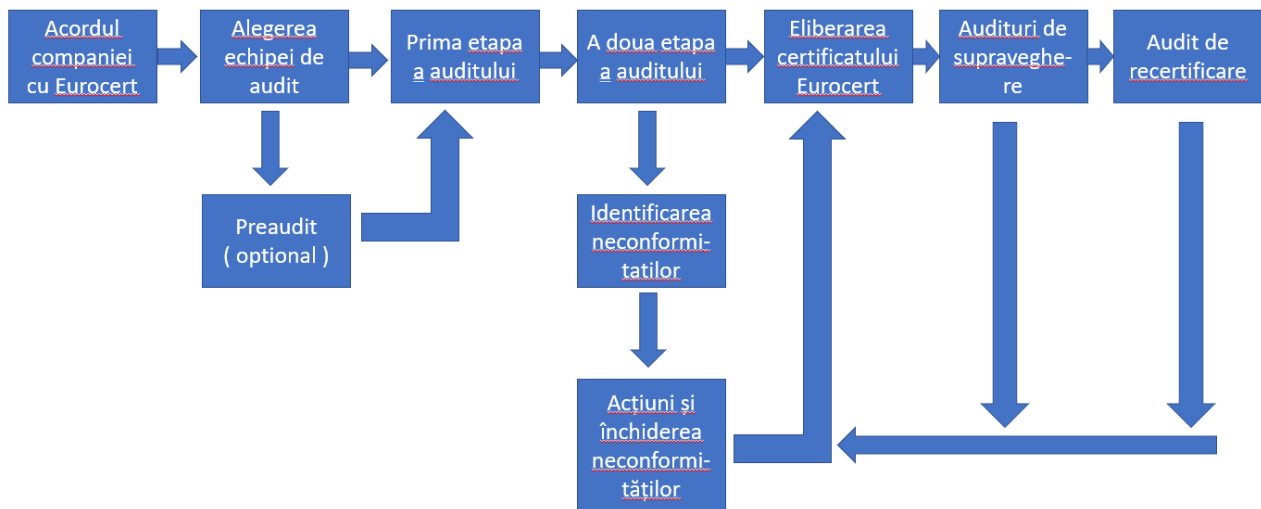 Acordul
companiei
cu Eurocert
Alegerea
echipei de
audit
Prima etapa
a auditului
A doua etapa
a auditului
Eliberarea
certificatului
Eurocert
Audituri de
supraveghe-
re
Audit de
recertificare
Preaudit
( optional )
Identificarea
neconformi-
tatilor
Acțiuni și
închiderea
neconformi-
tăților